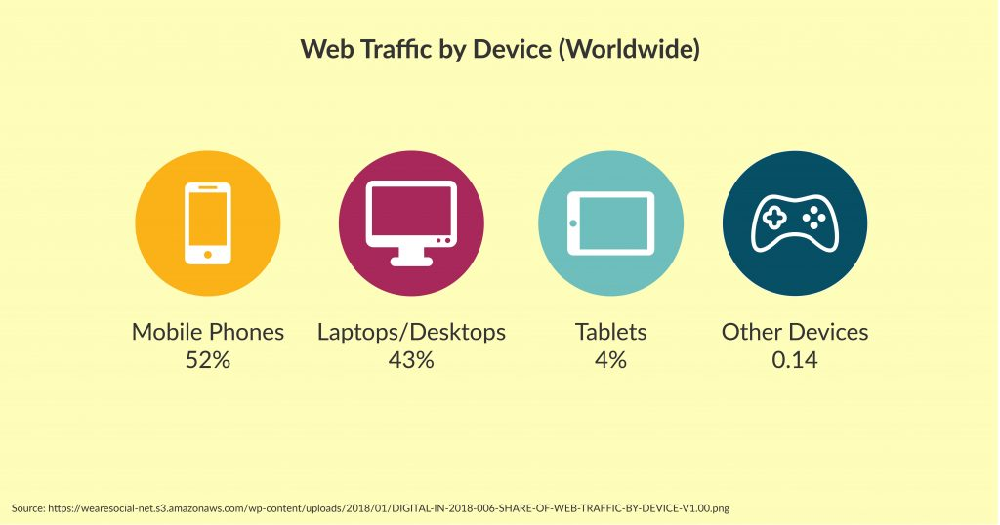 Web Traffic by Device (Worldwide)
Mobile Phones
52%
Laptops/Desktops
43%
Tablets
4%
Other Devices
0.14
Source: https://wearesocial-net.s3.amazonaws.com/wp-content/uploads/2018/01/DIGITAL-IN-2018-006-SHARE-OF-WEB-TRAFFIC-BY-DEVICE-V1.00.png